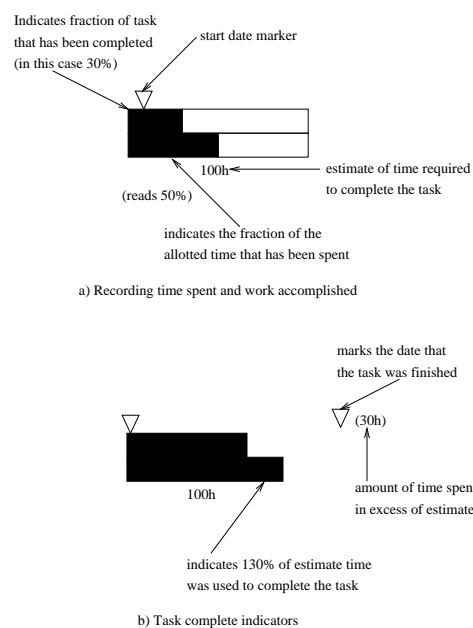 Indicates fraction of task
that has been completed
(in this case 30%)
start date marker
100h
estimate of time required
to complete the task
(reads 50%)
indicates the fraction of the
allotted time that has been spent
a) Recording time spent and work accomplished
marks the date that
the task was finished
(30h)
100h
amount of time spen
in excess of estimate
indicates 130% of estimate time
was used to complete the task
b) Task complete indicators